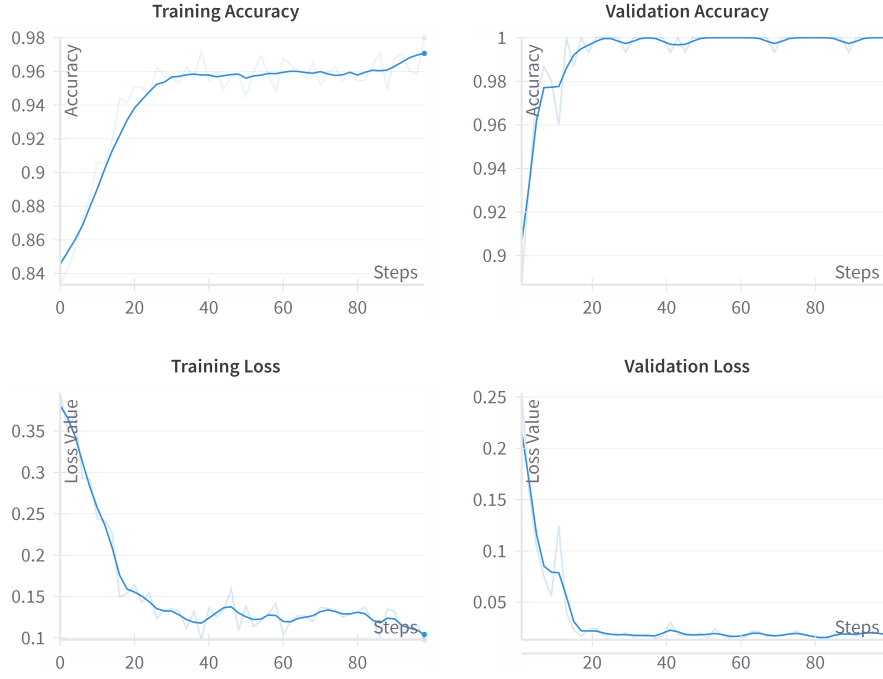 Training Accuracy
0.98
0.96
0.94
0.92
0.9
0.88
0.86
0.84
Accuracy
Steps
0 20 40 60 80
Validation Accuracy
1
0.98
0.96
0.94
0.92
0.9
Accuracy
Steps
20 40 60 80
Training Loss
0.35
0.3
0.25
0.2
0.15
0.1
Loss Value
Steps
0 20 40 60 80
Validation Loss
0.25
0.2
0.15
0.1
0.05
Loss Value
Steps
20 40 60 80